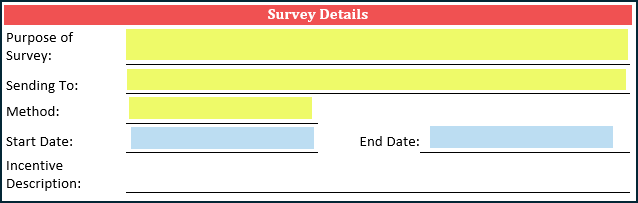 Survey Details
Purpose of
Survey:
Sending To:
Method:
Start Date: End Date:
Incentive
Description: